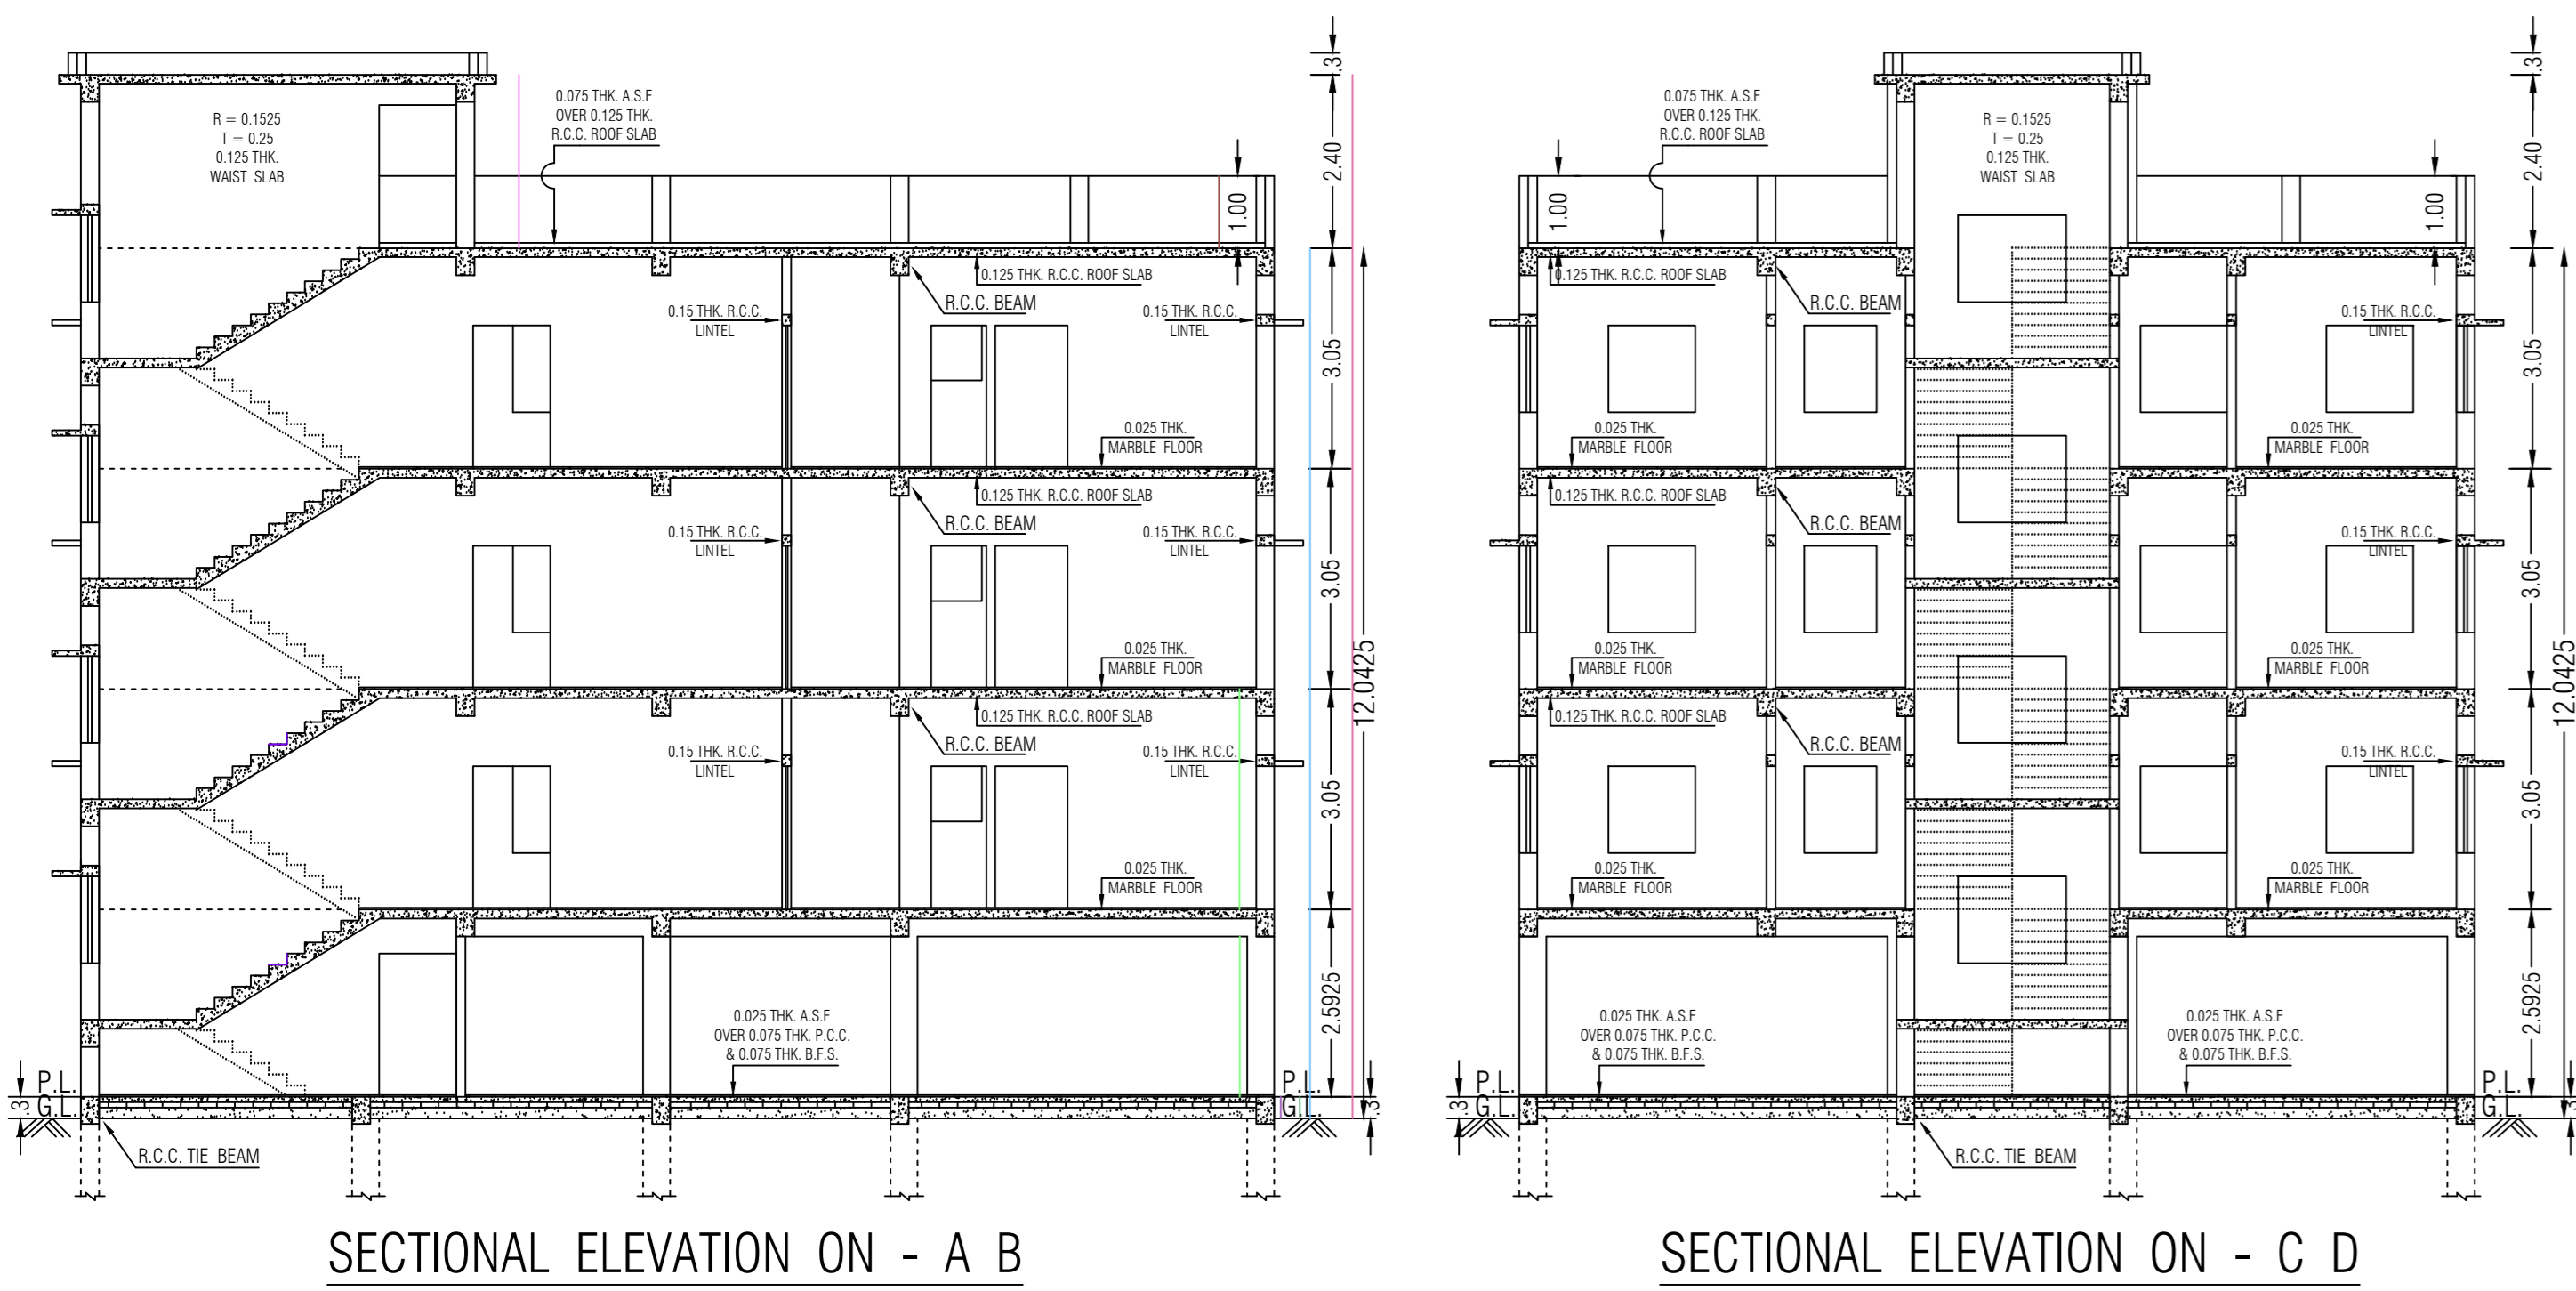 .3
R = 0.1525
T = 0.25
0.125 THK.
WAIST SLAB
0.075 THK. A.S.F
OVER 0.125 THK.
R.C.C. ROOF SLAB
2.40
1.00
0.125 THK. R.C.C. ROOF SLAB
R.C.C. BEAM
0.15 THK. R.C.C.
LINTEL
0.15 THK. R.C.C.
LINTEL
3.05
0.025 THK.
MARBLE FLOOR
0.125 THK. R.C.C. ROOF SLAB
R.C.C. BEAM
0.15 THK. R.C.C.
LINTEL
0.15 THK. R.C.C.
LINTEL
3.05
0.025 THK.
MARBLE FLOOR
12.0425
0.125 THK. R.C.C. ROOF SLAB
R.C.C. BEAM
0.15 THK. R.C.C.
LINTEL
0.15 THK. R.C.C.
LINTEL
3.05
0.025 THK.
MARBLE FLOOR
2.5925
0.025 THK. A.S.F
OVER 0.075 THK. P.C.C.
& 0.075 THK. B.F.S.
P.L.
G.L.
.3
P.L.
G.L.
.3
R.C.C. TIE BEAM
SECTIONAL ELEVATION ON - A B
.3
0.075 THK. A.S.F
OVER 0.125 THK.
R.C.C. ROOF SLAB
R = 0.1525
T = 0.25
0.125 THK.
WAIST SLAB
2.40
1.00
1.00
0.125 THK. R.C.C. ROOF SLAB
R.C.C. BEAM
0.15 THK. R.C.C.
LINTEL
3.05
0.025 THK.
MARBLE FLOOR
0.025 THK.
MARBLE FLOOR
0.125 THK. R.C.C. ROOF SLAB
R.C.C. BEAM
0.15 THK. R.C.C.
LINTEL
3.05
0.025 THK.
MARBLE FLOOR
0.025 THK.
MARBLE FLOOR
12.0425
0.125 THK. R.C.C. ROOF SLAB
R.C.C. BEAM
0.15 THK. R.C.C.
LINTEL
3.05
0.025 THK.
MARBLE FLOOR
0.025 THK.
MARBLE FLOOR
2.5925
0.025 THK. A.S.F
OVER 0.075 THK. P.C.C.
& 0.075 THK. B.F.S.
0.025 THK. A.S.F
OVER 0.075 THK. P.C.C.
& 0.075 THK. B.F.S.
P.L.
G.L.
.3
P.L.
G.L.
R.C.C. TIE BEAM
SECTIONAL ELEVATION ON - C D